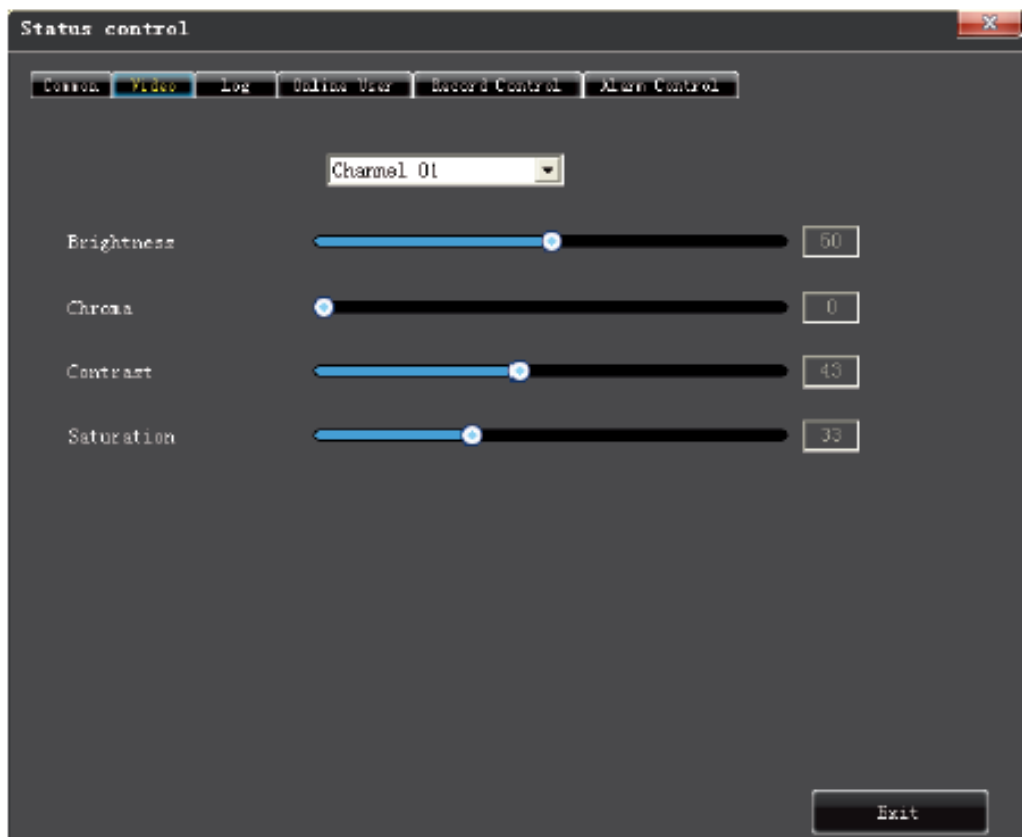 Status control
Common Video Log Online User Record Control Alarm Control
Channel 01
Brightness 50
Chroma 0
Contrast 43
Saturation 33
Exit